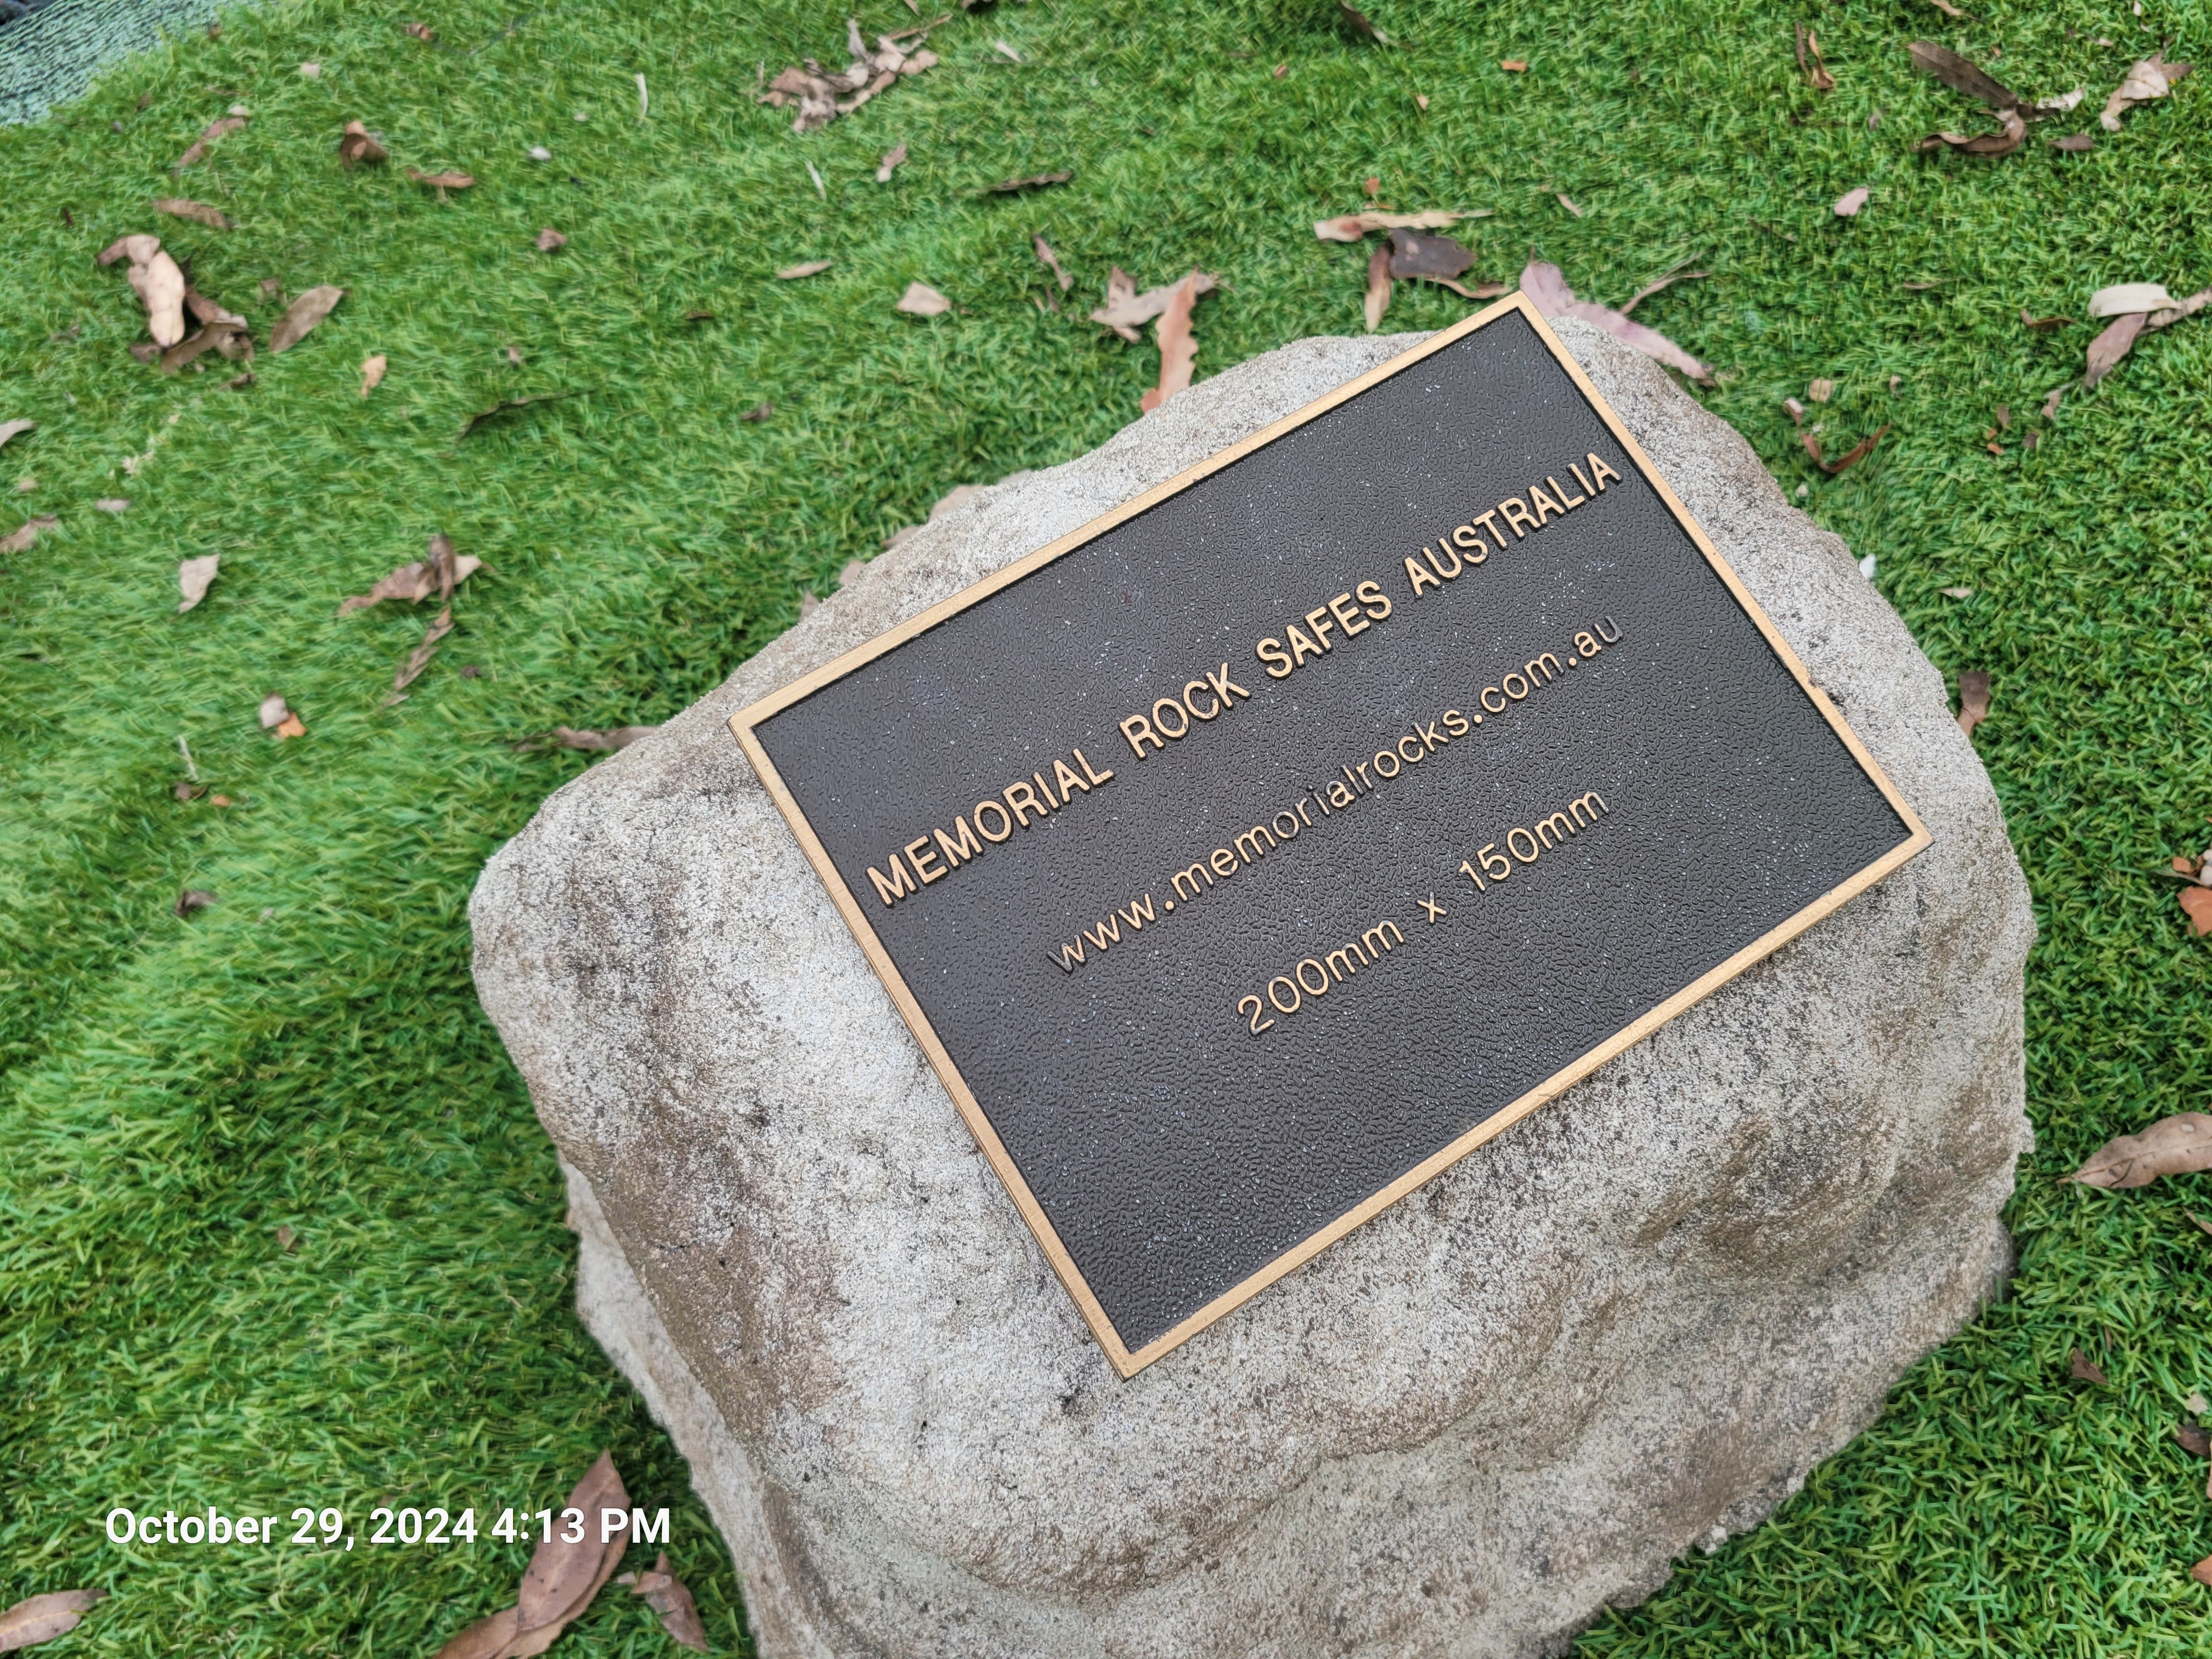 MEMORIAL ROCK SAFES AUSTRALIA
www.memorialrocks.com.au
200mm x 150mm
October 29, 2024 4:13 PM